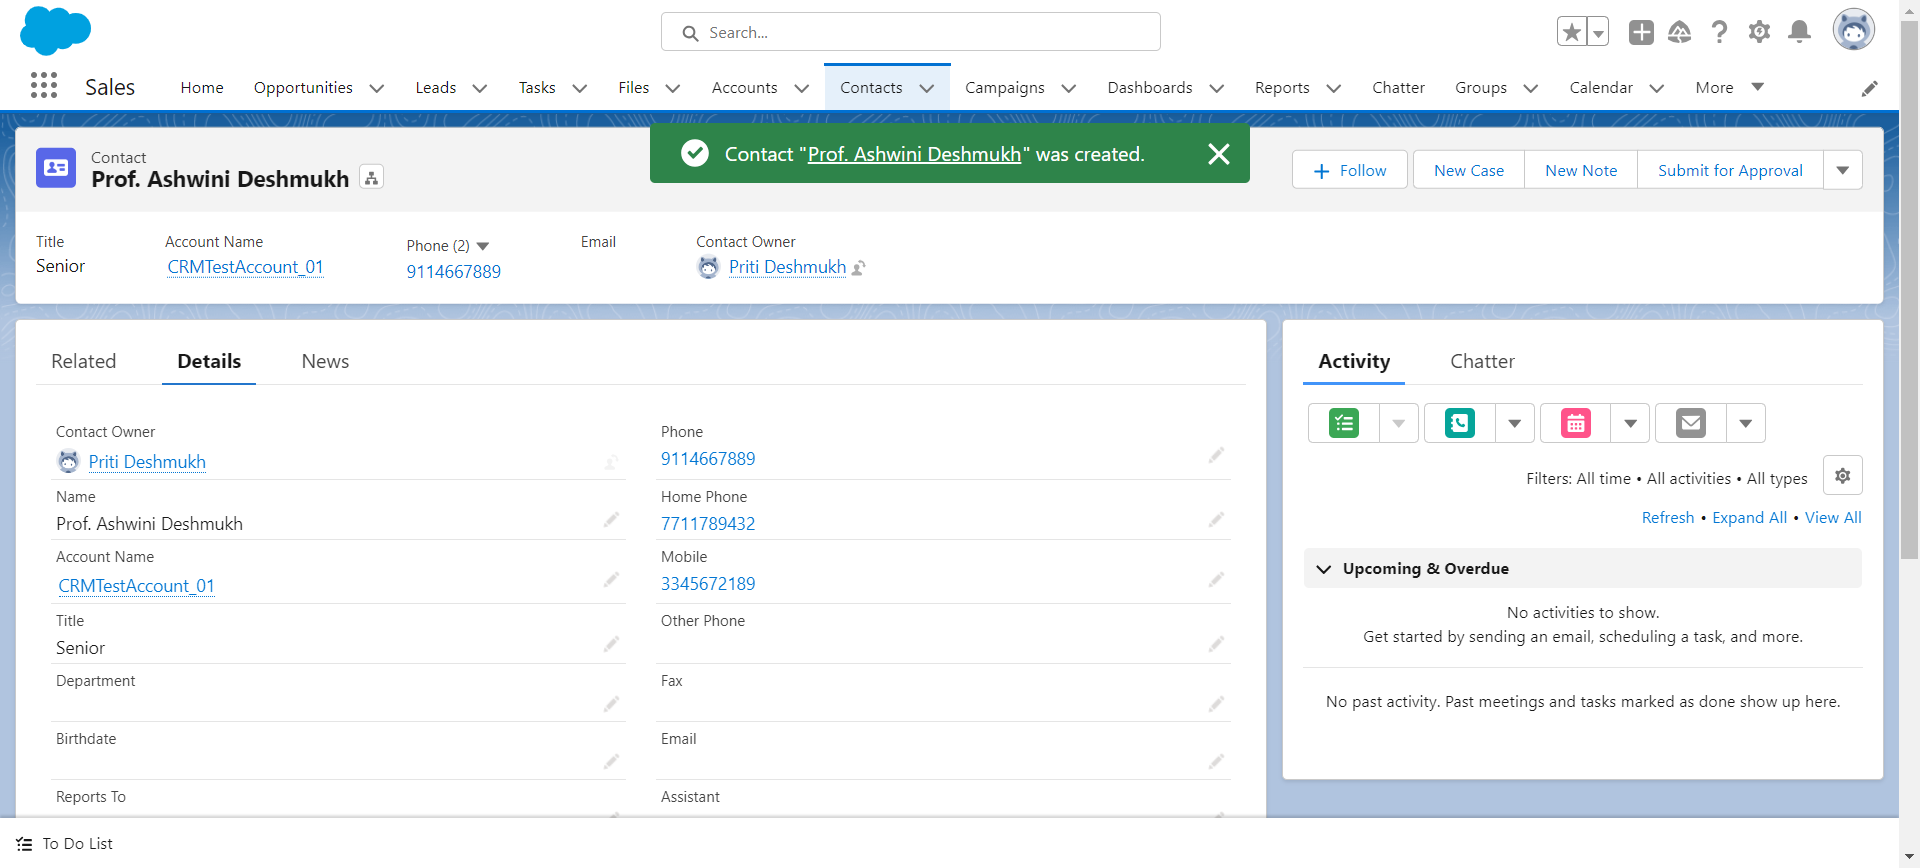 Search...
Sales
Home
Opportunities
Leads
Tasks
Files
Accounts
Contacts
Campaigns
Dashboards
Reports
Chatter
Groups
Calendar
More
Contact
Prof. Ashwini Deshmukh
Contact "Prof. Ashwini Deshmukh" was created.
Follow
New Case
New Note
Submit for Approval
Title
Senior
Account Name
CRMTestAccount_01
Phone (2)
9114667889
Email
Contact Owner
Priti Deshmukh
Related
Details
News
Contact Owner
Priti Deshmukh
Name
Prof. Ashwini Deshmukh
Account Name
CRMTestAccount_01
Title
Senior
Department
Birthdate
Reports To
Phone
9114667889
Home Phone
7711789432
Mobile
3345672189
Other Phone
Fax
Email
Assistant
Activity
Chatter
Filters: All time • All activities • All types
Refresh • Expand All • View All
Upcoming & Overdue
No activities to show.
Get started by sending an email, scheduling a task, and more.
No past activity. Past meetings and tasks marked as done show up here.
To Do List